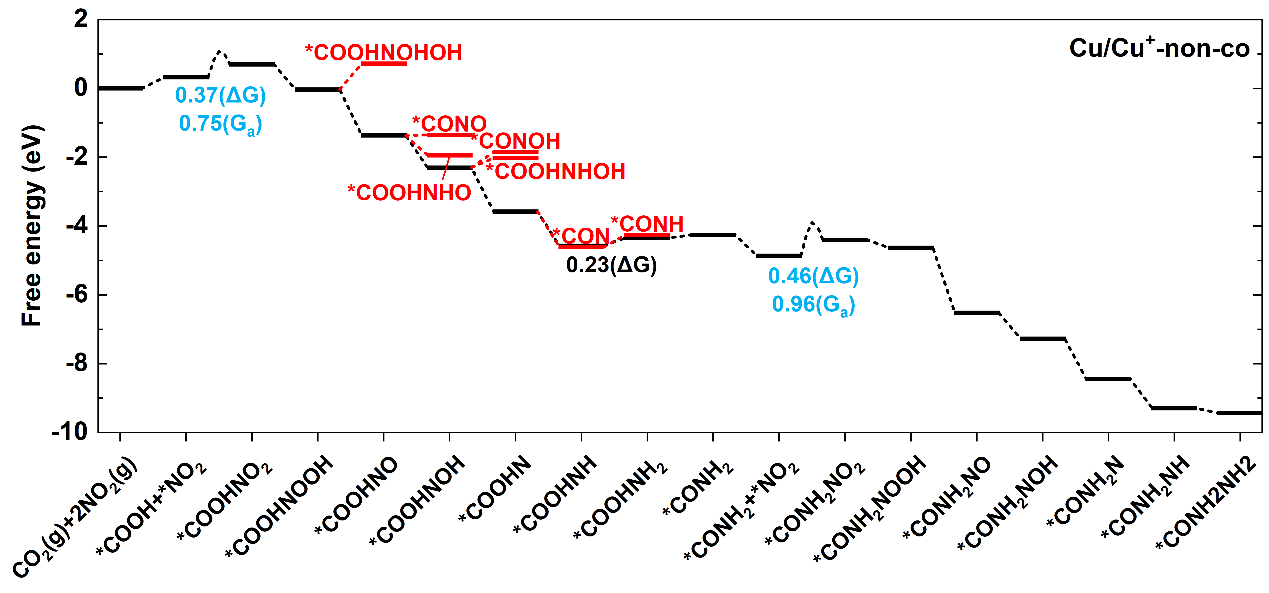 Cu/Cu⁺-non-co
Free energy (eV)
2
0
-2
-4
-6
-8
-10
*COOHNOHOH
0.37(ΔG)
0.75(Gₐ)
*CONO
*CONOH
*COOHNHOH
*COOHNHO
*CON
*CONH
0.23(ΔG)
0.46(ΔG)
0.96(Gₐ)
CO₂(g)+2NO₂(g)
*COOH+*NO₂
*COOHNO₂
*COOHNOOH
*COOHNO
*COOHNOH
*COOHN
*COOHNH
*COOHNH₂
*CONH₂
*CONH₂+*NO₂
*CONH₂NO₂
*CONH₂NOOH
*CONH₂NO
*CONH₂NOH
*CONH₂N
*CONH₂NH
*CONH2NH2